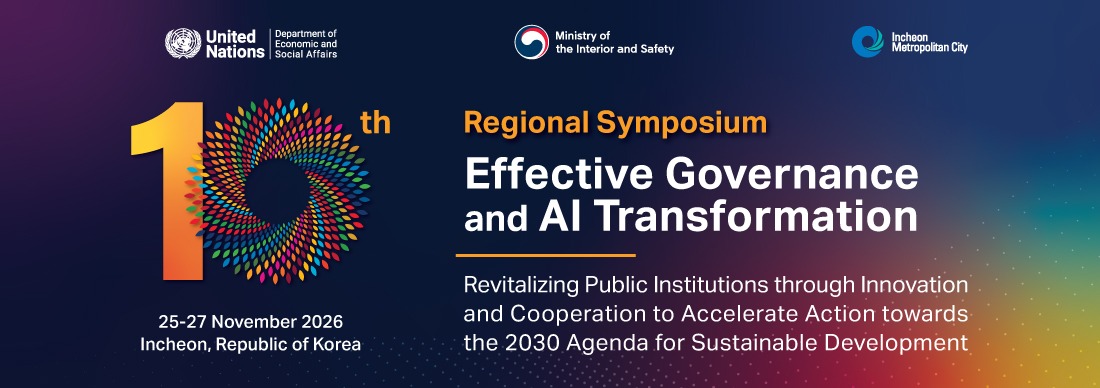 United
Nations
Department of
Economic and
Social Affairs
Ministry of
the Interior and Safety
Incheon
Metropolitan City
10th
25-27 November 2026
Incheon, Republic of Korea
Regional Symposium
Effective Governance
and AI Transformation
Revitalizing Public Institutions through Innovation
and Cooperation to Accelerate Action towards
the 2030 Agenda for Sustainable Development